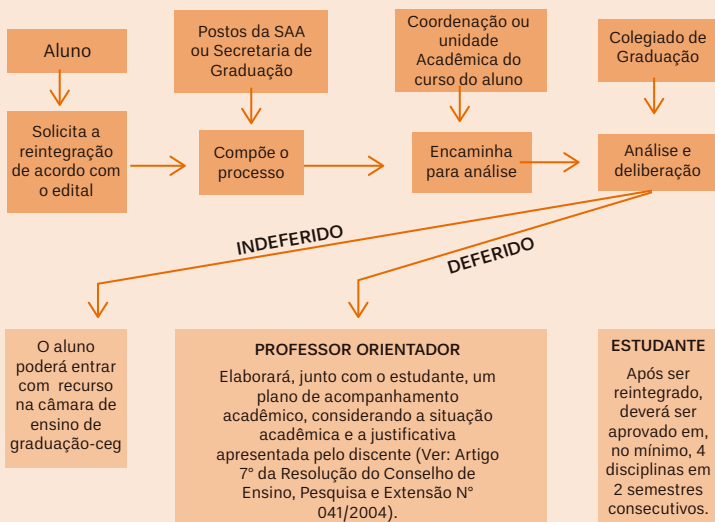 Aluno
Postos da SAA
ou Secretaria de
Graduação
Coordenação ou
unidade
Acadêmica do
curso do aluno
Colegiado de
Graduação
Solicita a
reintegração
de acordo com
o edital
Compõe o
processo
Encaminha
para análise
Análise e
deliberação
INDEFERIDO
DEFERIDO
O aluno
poderá entrar
com recurso
na câmara de
ensino de
graduação-ceg
PROFESSOR ORIENTADOR
Elaborará, junto com o estudante, um
plano de acompanhamento
acadêmico, considerando a situação
acadêmica e a justificativa
apresentada pelo discente (Ver: Artigo
7° da Resolução do Conselho de
Ensino, Pesquisa e Extensão N°
041/2004).
ESTUDANTE
Após ser
reintegrado,
deverá ser
aprovado em,
no mínimo, 4
disciplinas em
2 semestres
consecutivos.